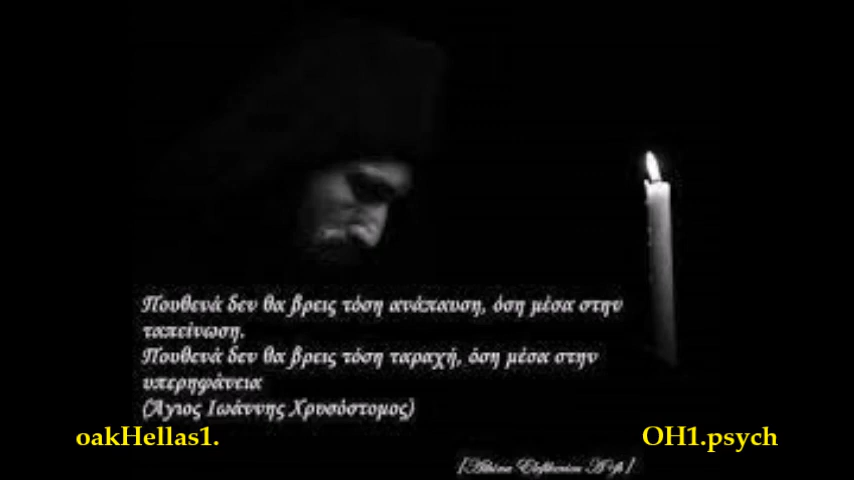 Πουθενά δεν θα βρεις τόση ανάπαυση, όση μέσα στην
ταπείνωση.
Πουθενά δεν θα βρεις τόση ταραχή, όση μέσα στην
υπερηφάνεια
(Άγιος Ιωάννης Χρυσόστομος)
oakHellas1.
OH1.psych